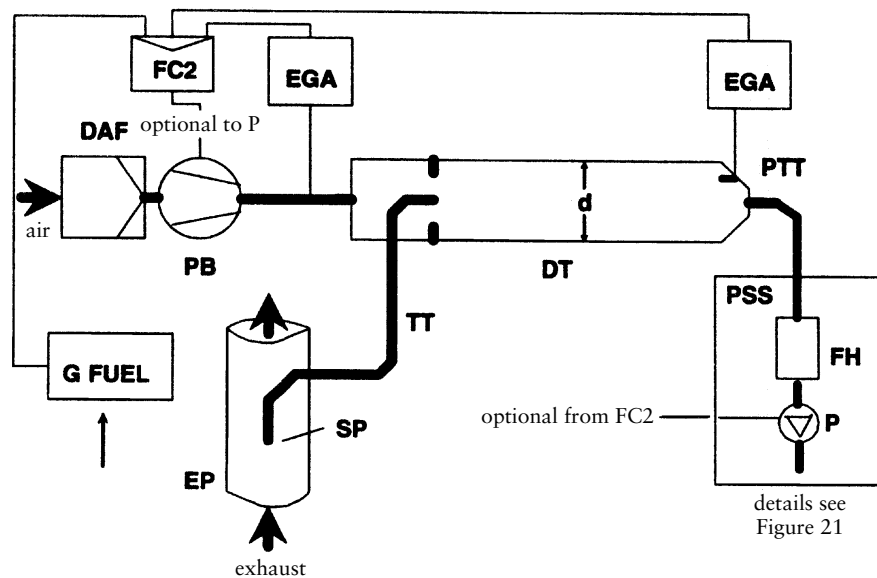 FC2
EGA
EGA
optional to P
DAF
PTT
air
d
PB
DT
PSS
TT
G FUEL
FH
optional from FC2
SP
P
EP
details see
Figure 21
exhaust